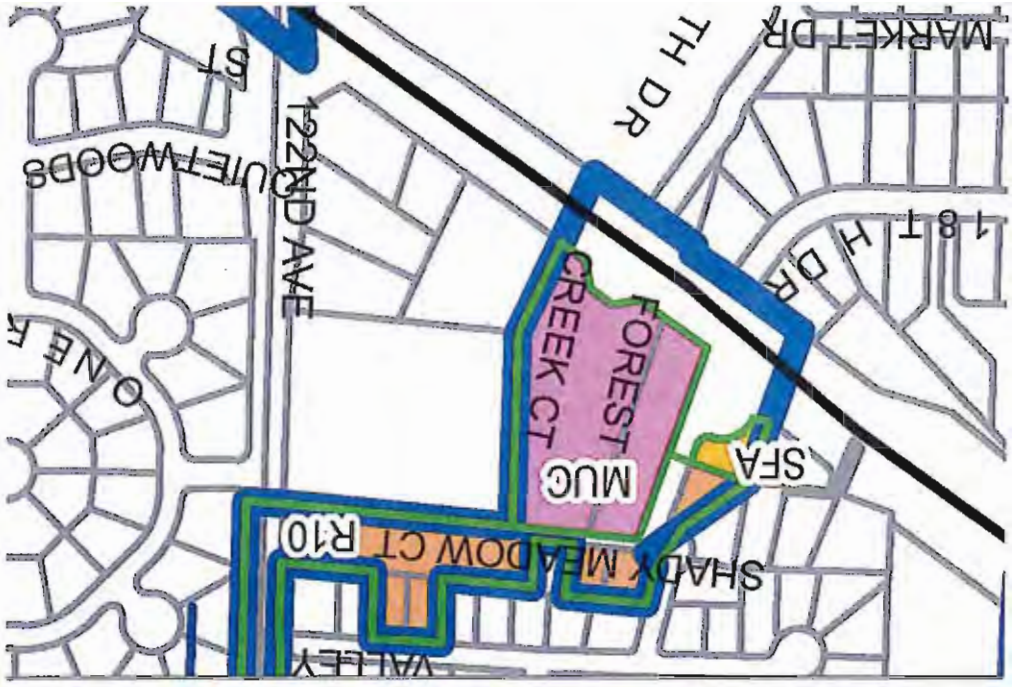 VALLEY
SHADY MEADOW CT
R10
MUC
SFA
FOREST
CREEK CT
122ND AVE
18TH DR
QUIETWOODS
ST
TH DR
MARKET DR